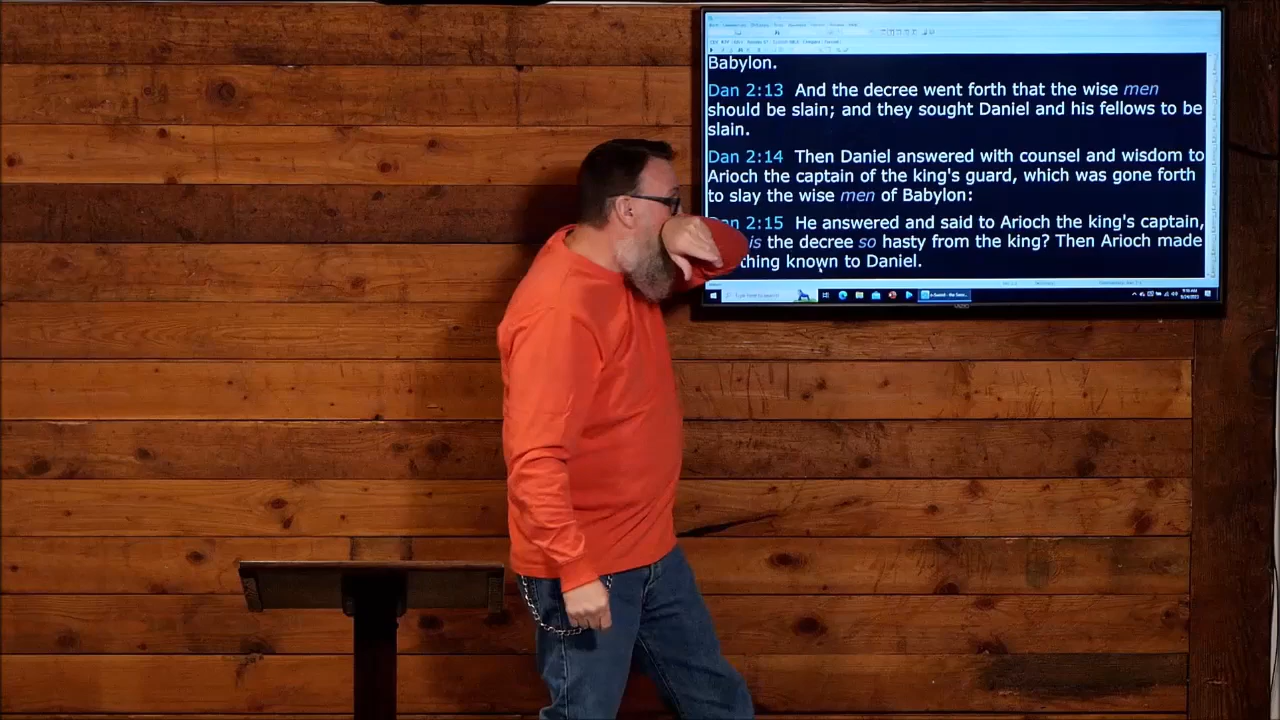 Babylon.
Dan 2:13 And the decree went forth that the wise men
should be slain; and they sought Daniel and his fellows to be
slain.
Dan 2:14 Then Daniel answered with counsel and wisdom to
Arioch the captain of the king's guard, which was gone forth
to slay the wise men of Babylon:
an 2:15 He answered and said to Arioch the king's captain,
is the decree so hasty from the king? Then Arioch made
thing known to Daniel.
VIZIO